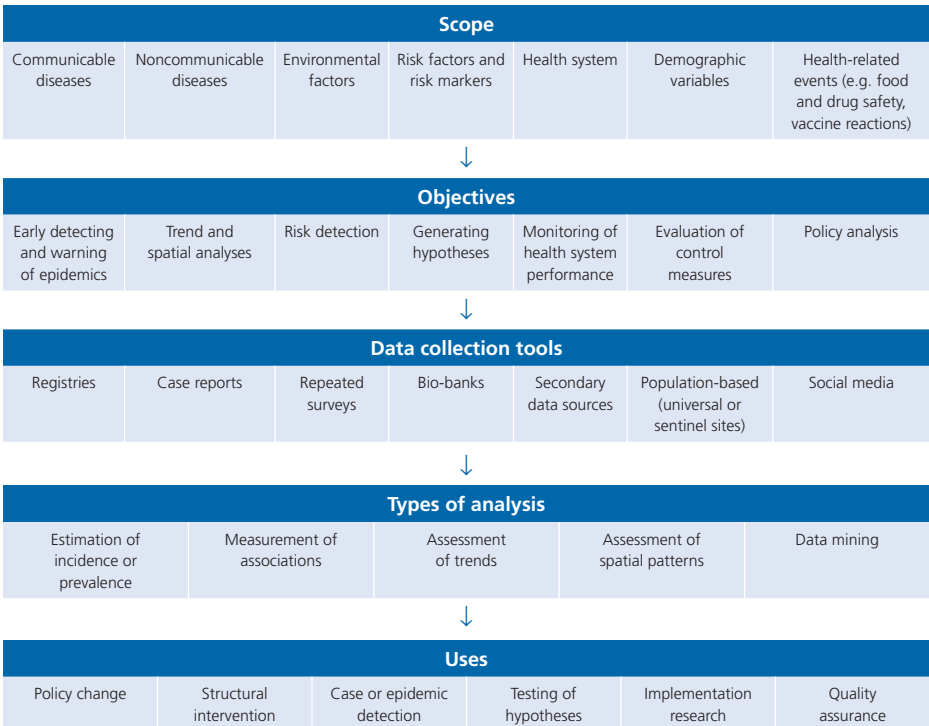 Scope
Communicable
diseases
Noncommunicable
diseases
Environmental
factors
Risk factors and
risk markers
Health system
Demographic
variables
Health-related
events (e.g. food
and drug safety,
vaccine reactions)
↓
Objectives
Early detecting
and warning
of epidemics
Trend and
spatial analyses
Risk detection
Generating
hypotheses
Monitoring of
health system
performance
Evaluation of
control
measures
Policy analysis
↓
Data collection tools
Registries
Case reports
Repeated
surveys
Bio-banks
Secondary
data sources
Population-based
(universal or
sentinel sites)
Social media
↓
Types of analysis
Estimation of
incidence or
prevalence
Measurement of
associations
Assessment
of trends
Assessment of
spatial patterns
Data mining
↓
Uses
Policy change
Structural
intervention
Case or epidemic
detection
Testing of
hypotheses
Implementation
research
Quality
assurance